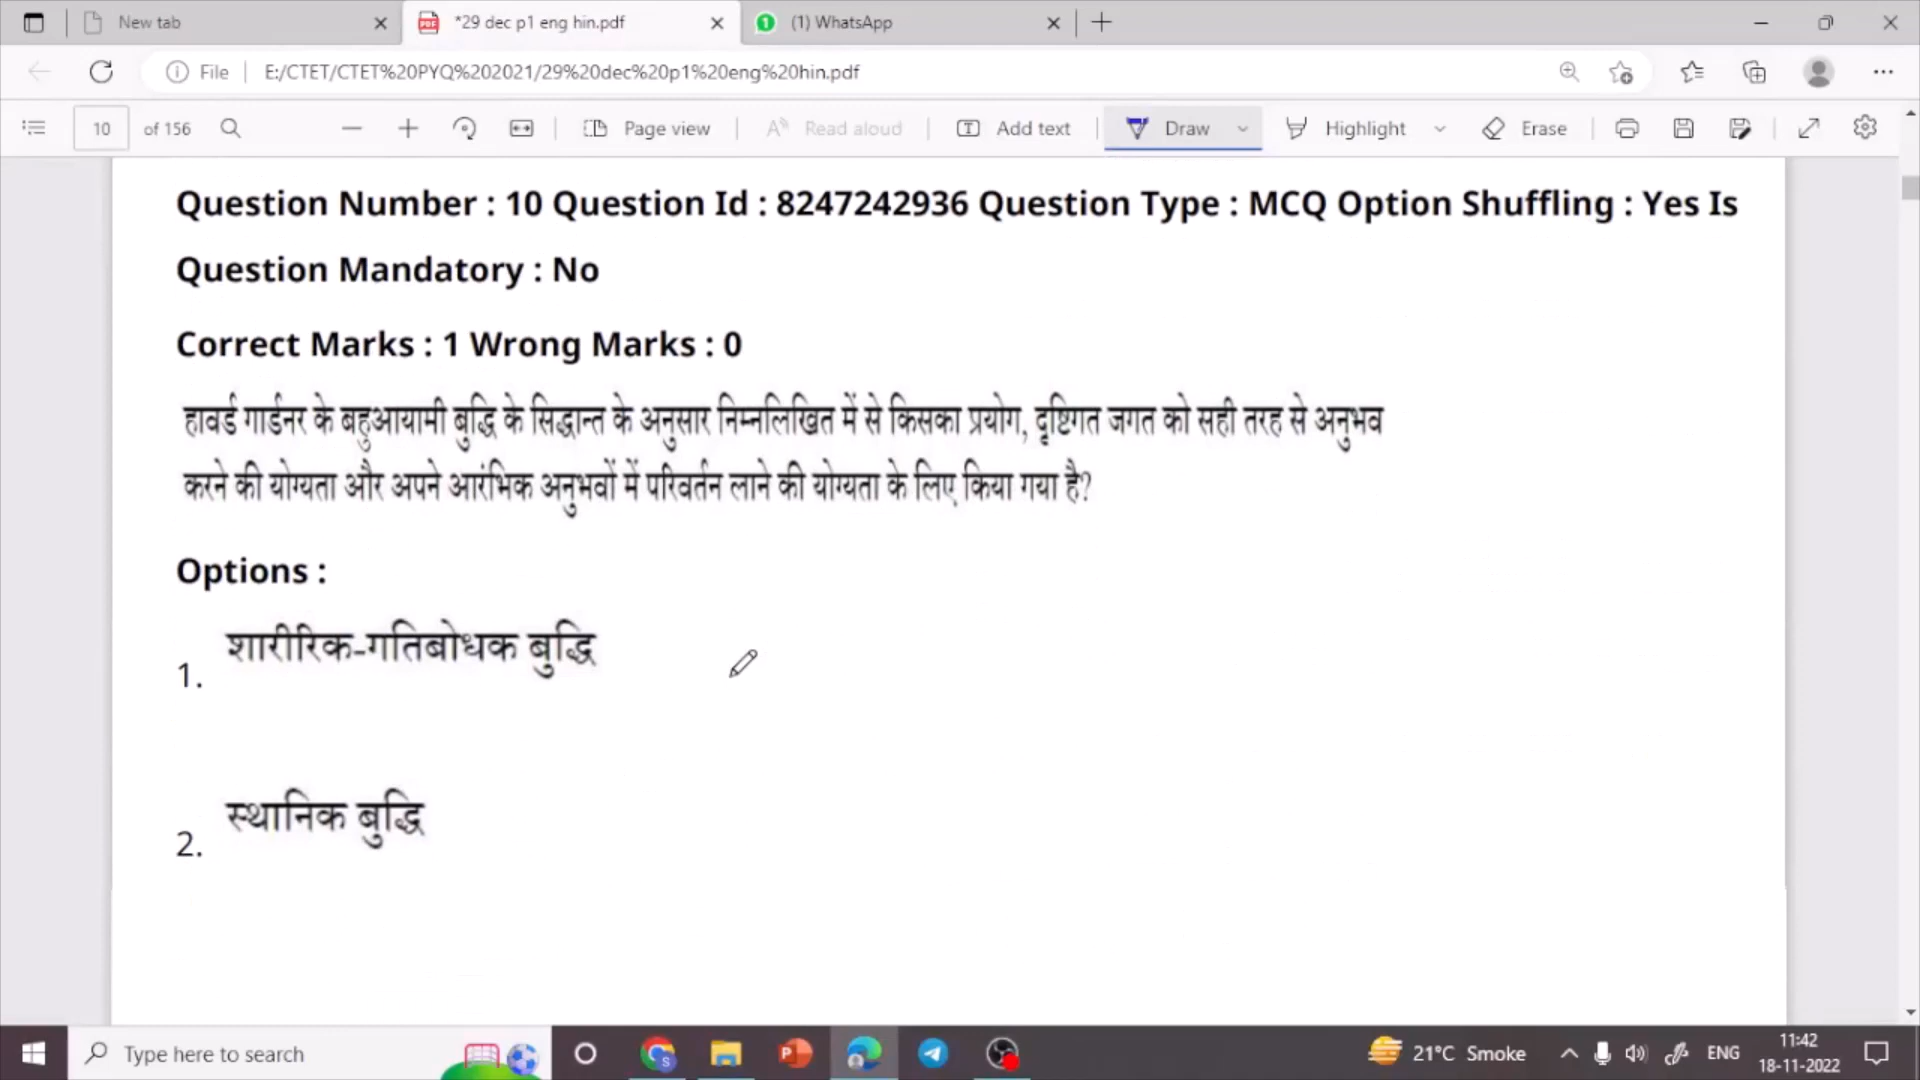 New tab
*29 dec p1 eng hin.pdf
(1) WhatsApp
File
E:/CTET/CTET%20PYQ%202021/29%20dec%20p1%20eng%20hin.pdf
10 of 156
Page view
Read aloud
Add text
Draw
Highlight
Erase
Question Number : 10 Question Id : 8247242936 Question Type : MCQ Option Shuffling : Yes Is
Question Mandatory : No
Correct Marks : 1 Wrong Marks : 0
हावर्ड गार्डनर के बहुआयामी बुद्धि के सिद्धान्त के अनुसार निम्नलिखित में से किसका प्रयोग, दृष्टिगत जगत को सही तरह से अनुभव
करने की योग्यता और अपने आरंभिक अनुभवों में परिवर्तन लाने की योग्यता के लिए किया गया है?
Options :
1. शारीरिक-गतिबोधक बुद्धि
2. स्थानिक बुद्धि
Type here to search
21°C Smoke
ENG
11:42
18-11-2022